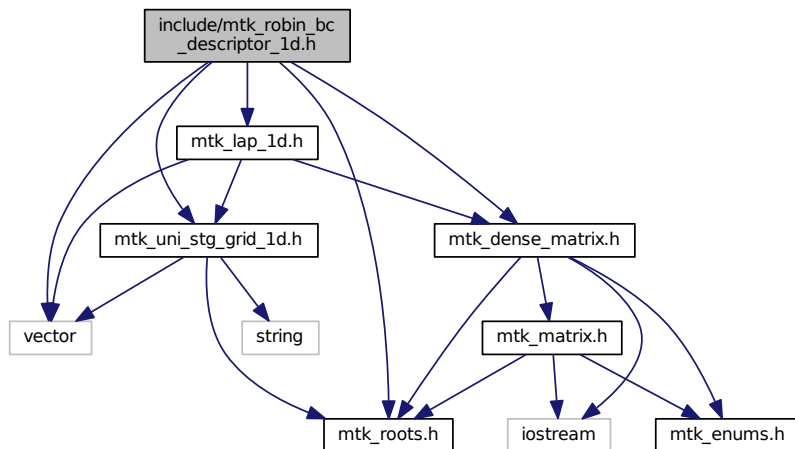 include/mtk_robin_bc
_descriptor_1d.h
mtk_lap_1d.h
mtk_uni_stg_grid_1d.h
mtk_dense_matrix.h
vector
string
mtk_matrix.h
mtk_roots.h
iostream
mtk_enums.h